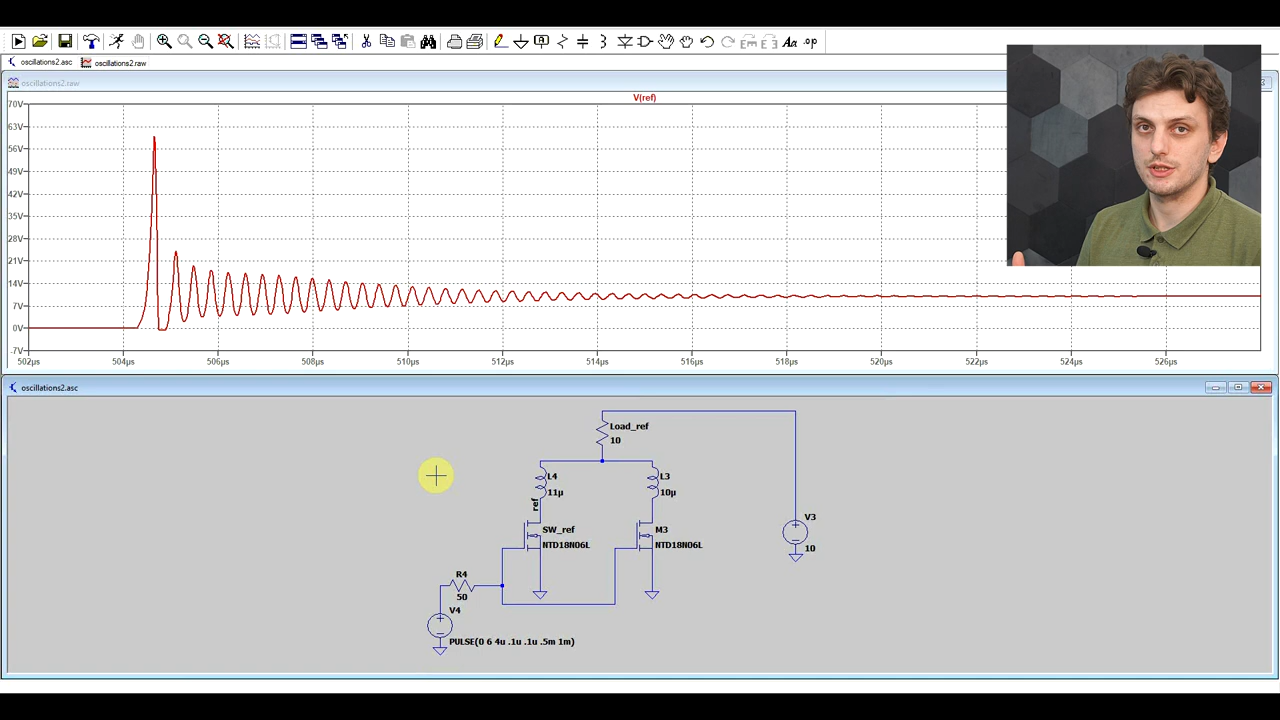 oscillations2.asc
oscillations2.raw
oscillations2.raw
V(ref)
70V
63V
56V
49V
42V
35V
28V
21V
14V
7V
0V
-7V
502µs
504µs
506µs
508µs
510µs
512µs
514µs
516µs
518µs
520µs
522µs
524µs
526µs
oscillations2.asc
Load_ref
10
L4
11µ
L3
10µ
ref
SW_ref
NTD18N06L
M3
NTD18N06L
V3
10
R4
50
V4
PULSE(0 6 4u .1u .1u .5m 1m)